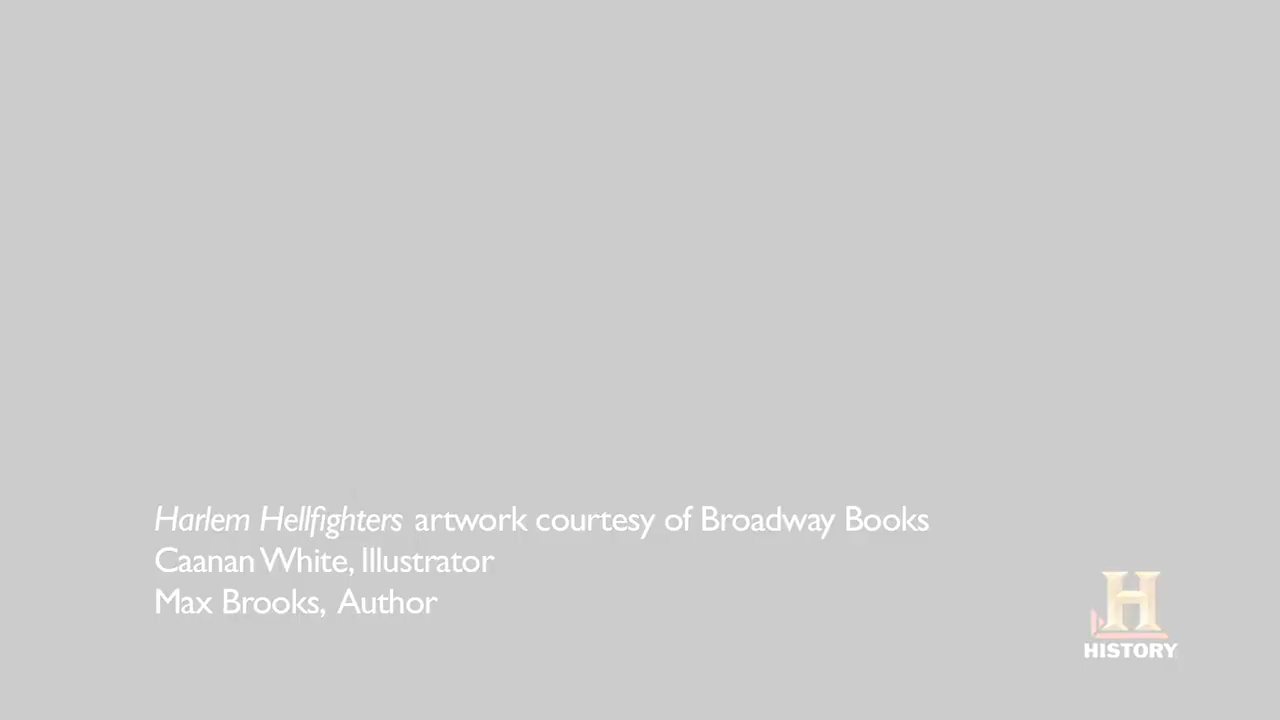 Harlem Hellfighters artwork courtesy of Broadway Books
Caanan White, Illustrator
Max Brooks, Author
H
HISTORY